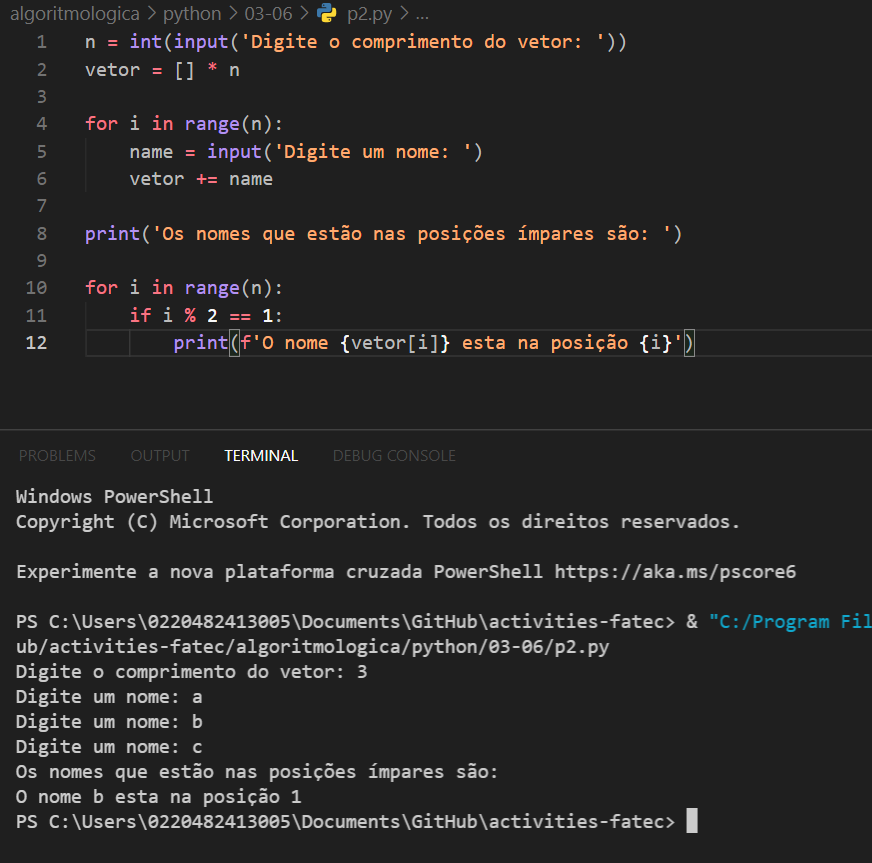 algoritmologica > python > 03-06 > p2.py > ...
1 n = int(input('Digite o comprimento do vetor: '))
2 vetor = [] * n
3
4 for i in range(n):
5     name = input('Digite um nome: ')
6     vetor += name
7
8 print('Os nomes que estão nas posições ímpares são: ')
9
10 for i in range(n):
11     if i % 2 == 1:
12         print(f'O nome {vetor[i]} esta na posição {i}')
PROBLEMS OUTPUT TERMINAL DEBUG CONSOLE
Windows PowerShell
Copyright (C) Microsoft Corporation. Todos os direitos reservados.
Experimente a nova plataforma cruzada PowerShell https://aka.ms/pscore6
PS C:\Users\0220482413005\Documents\GitHub\activities-fatec> & "C:/Program Fil
ub/activities-fatec/algoritmologica/python/03-06/p2.py
Digite o comprimento do vetor: 3
Digite um nome: a
Digite um nome: b
Digite um nome: c
Os nomes que estão nas posições ímpares são:
O nome b esta na posição 1
PS C:\Users\0220482413005\Documents\GitHub\activities-fatec>